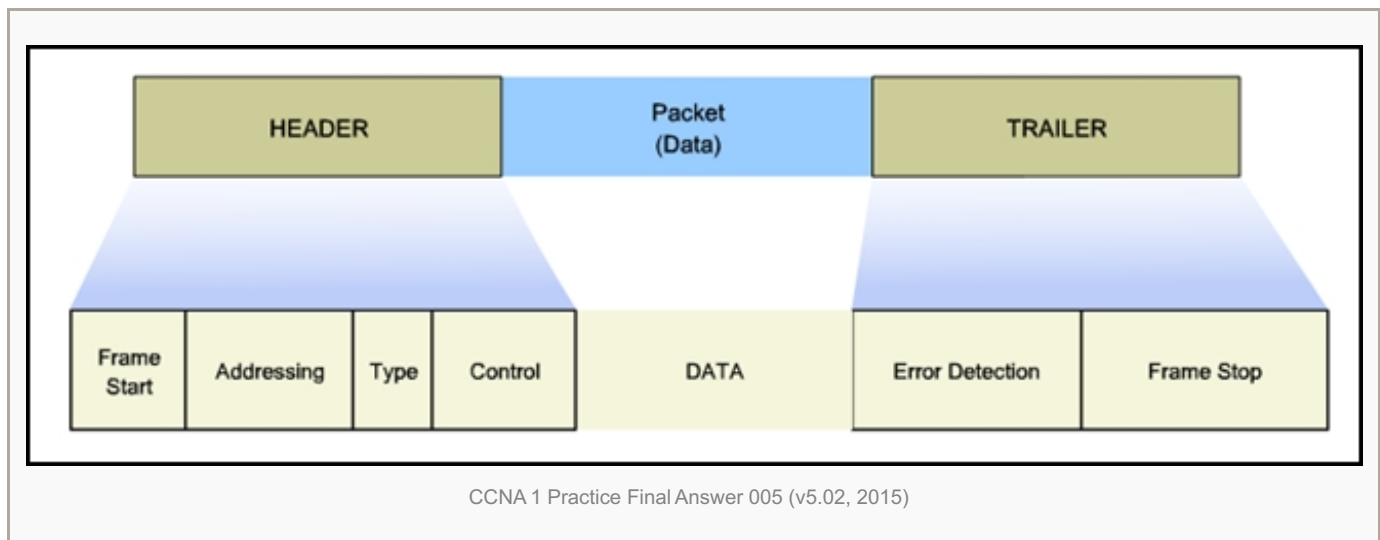 HEADER
Packet
(Data)
TRAILER
Frame
Start
Addressing
Type
Control
DATA
Error Detection
Frame Stop
CCNA 1 Practice Final Answer 005 (v5.02, 2015)